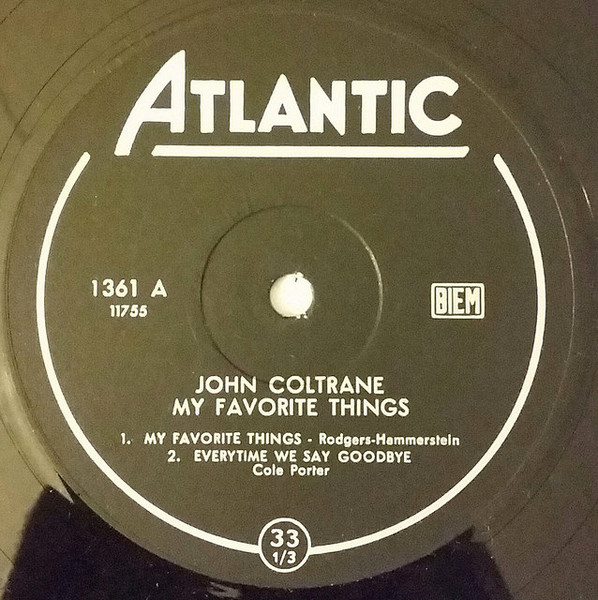 ATLANTIC
1361 A
11755
BIEM
JOHN COLTRANE
MY FAVORITE THINGS
1. MY FAVORITE THINGS - Rodgers-Hammerstein
2. EVERYTIME WE SAY GOODBYE
Cole Porter
33
1/3